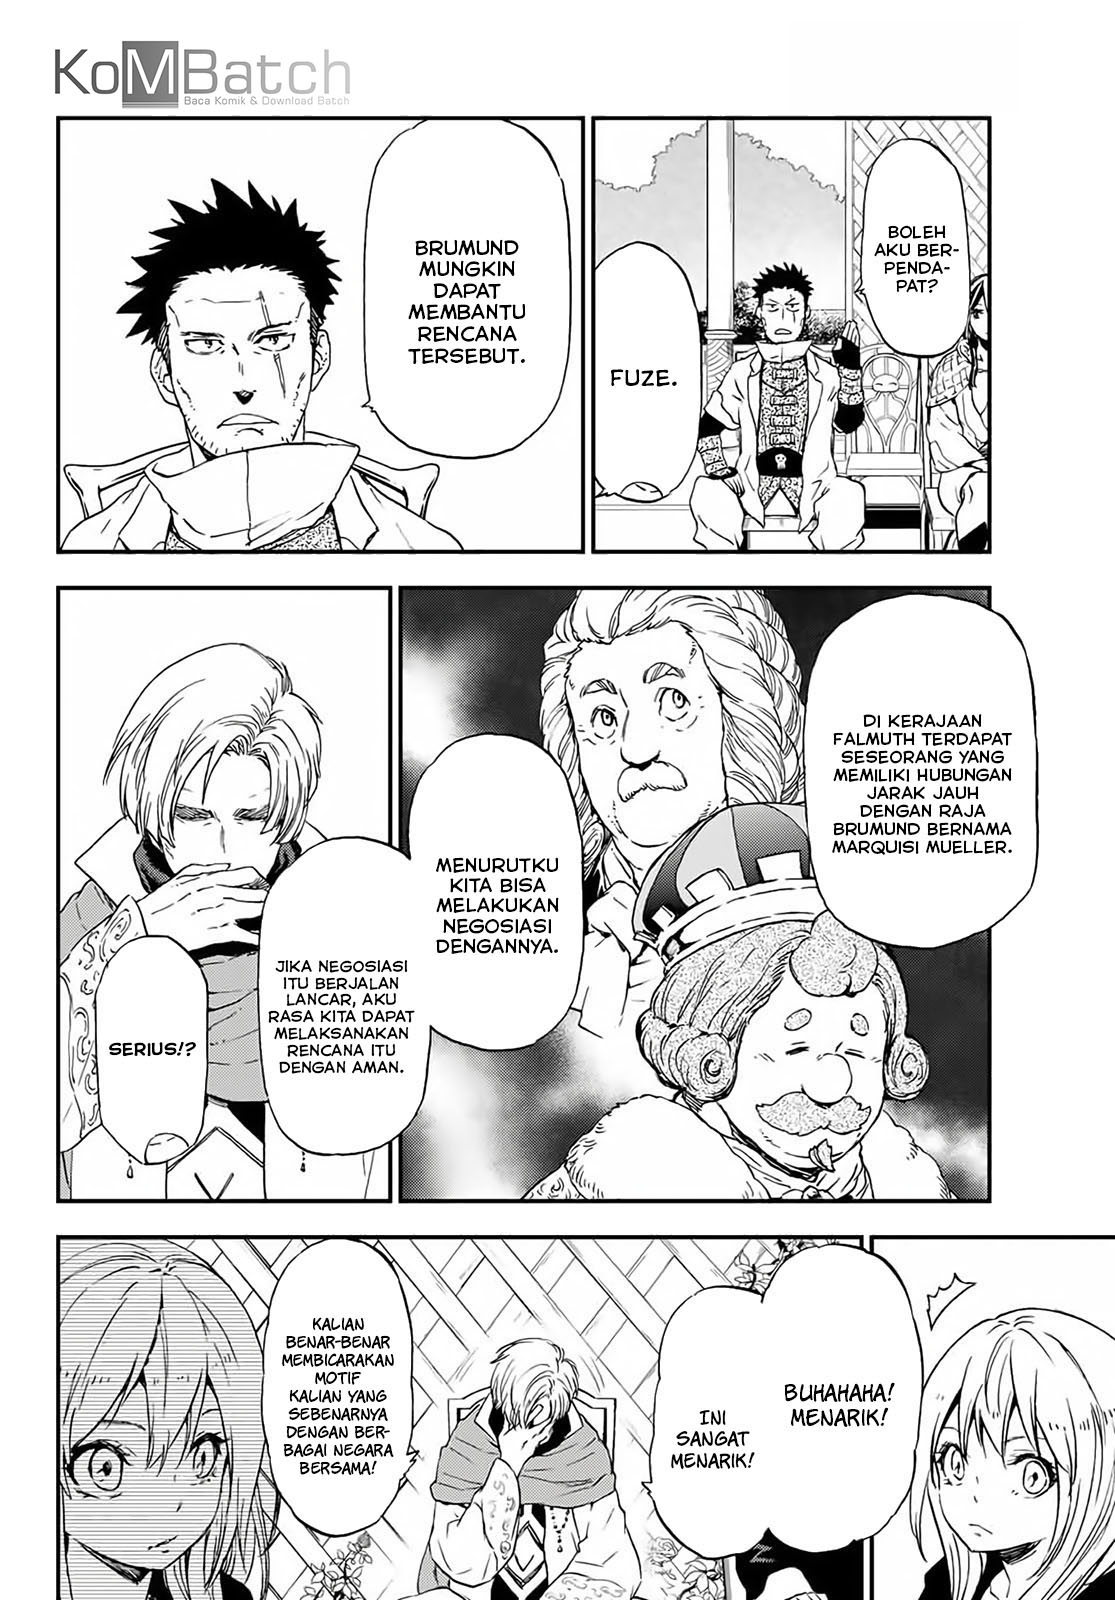 KoMBatch
Baca Komik & Download Batch
BOLEH
AKU BER-
PENDA-
PAT?
FUZE.
BRUMUND
MUNGKIN
DAPAT
MEMBANTU
RENCANA
TERSEBUT.
DI KERAJAAN
FALMUTH TERDAPAT
SESEORANG YANG
MEMILIKI HUBUNGAN
JARAK JAUH
DENGAN RAJA
BRUMUND BERNAMA
MARQUISI MUELLER.
MENURUTKU
KITA BISA
MELAKUKAN
NEGOSIASI
DENGANNYA.
JIKA NEGOSIASI
ITU BERJALAN
LANCAR, AKU
RASA KITA DAPAT
MELAKSANAKAN
RENCANA ITU
DENGAN AMAN.
SERIUS!?
BUHAHAHA!
MENARIK!
INI
SANGAT
MENARIK!
KALIAN
BENAR-BENAR
MEMBICARAKAN
MOTIF
KALIAN YANG
SEBENARNYA
DENGAN BER-
BAGAI NEGARA
BERSAMA!